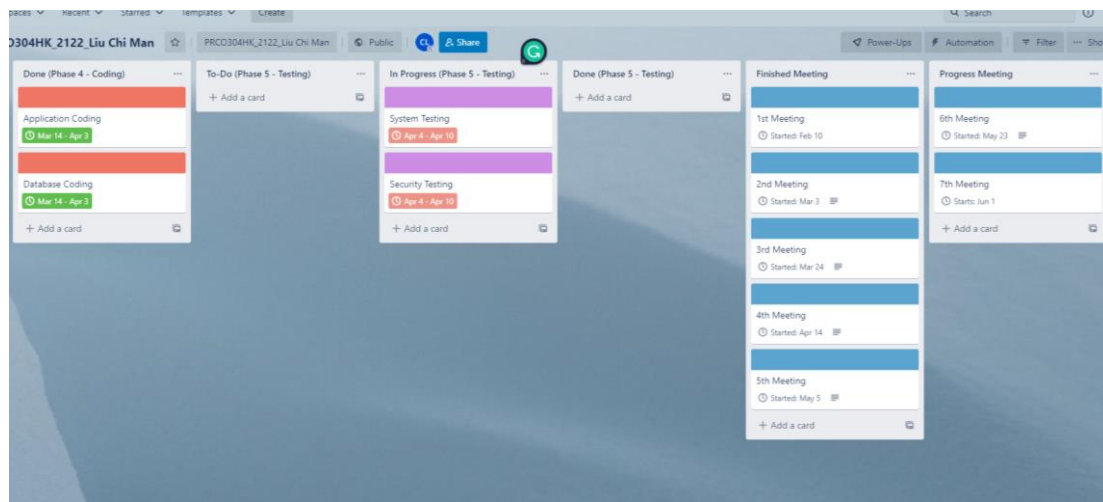 Recent
Starred
Templates
Create
Search
304HK_2122_Liu Chi Man
PRCO304HK_2122_Liu Chi Man
Public
CL
Share
G
Power-Ups
Automation
Filter
Done (Phase 4 - Coding)
Application Coding
Mar 14 - Apr 3
Database Coding
Mar 14 - Apr 3
+ Add a card
To-Do (Phase 5 - Testing)
+ Add a card
In Progress (Phase 5 - Testing)
System Testing
Apr 4 - Apr 10
Security Testing
Apr 4 - Apr 10
+ Add a card
Done (Phase 5 - Testing)
+ Add a card
Finished Meeting
1st Meeting
Started: Feb 10
2nd Meeting
Started: Mar 3
3rd Meeting
Started: Mar 24
4th Meeting
Started: Apr 14
5th Meeting
Started: May 5
+ Add a card
Progress Meeting
6th Meeting
Started: May 23
7th Meeting
Starts: Jun 1
+ Add a card